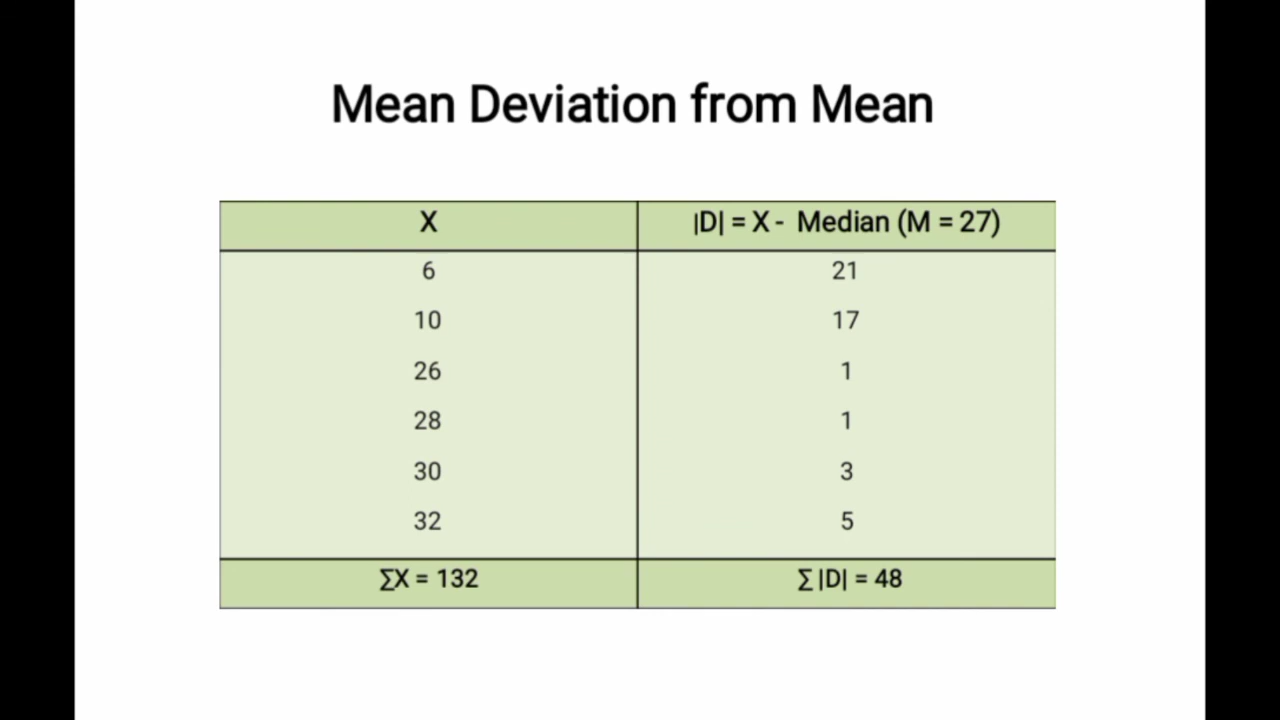 Mean Deviation from Mean
X |D| = X - Median (M = 27)
6 21
10 17
26 1
28 1
30 3
32 5
∑X = 132 ∑ |D| = 48